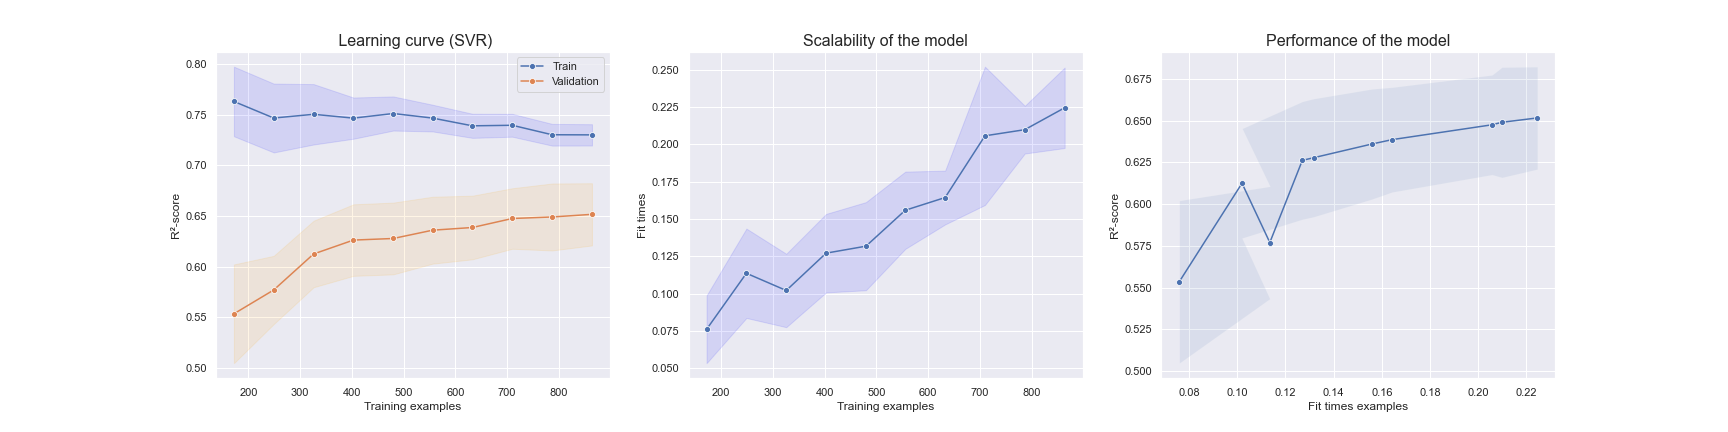 Learning curve (SVR)
Train
Validation
0.80
0.75
0.70
0.65
0.60
0.55
0.50
R²-score
200 300 400 500 600 700 800
Training examples
Scalability of the model
0.250
0.225
0.200
0.175
0.150
0.125
0.100
0.075
0.050
Fit times
200 300 400 500 600 700 800
Training examples
Performance of the model
0.675
0.650
0.625
0.600
0.575
0.550
0.525
0.500
R²-score
0.08 0.10 0.12 0.14 0.16 0.18 0.20 0.22
Fit times examples